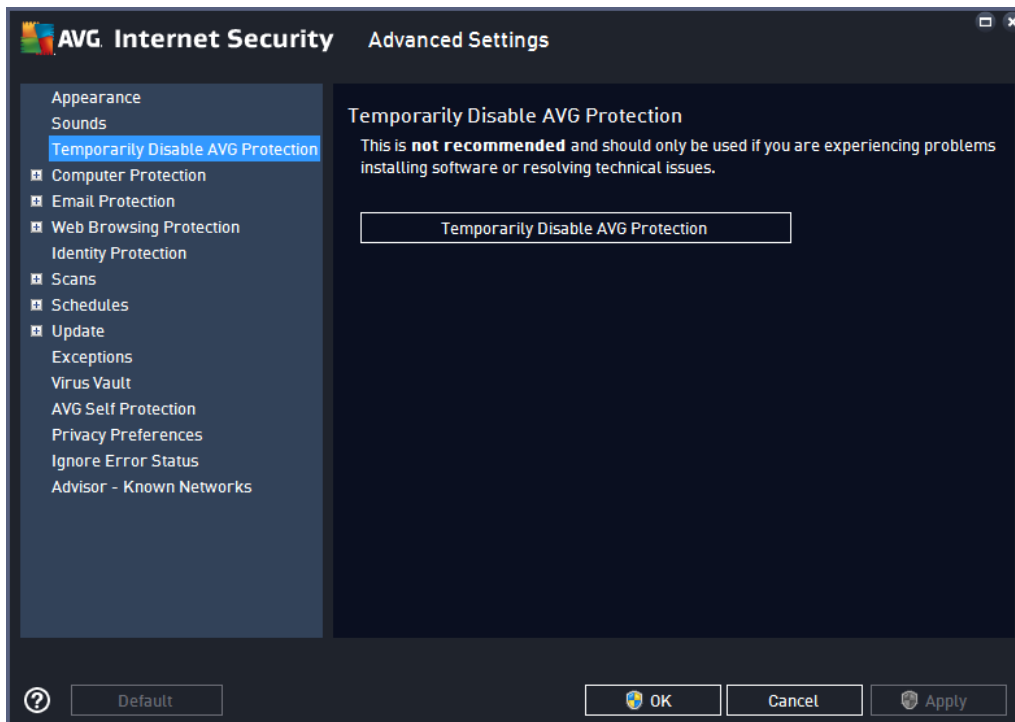 AVG Internet Security Advanced Settings
Appearance
Sounds
Temporarily Disable AVG Protection
Computer Protection
Email Protection
Web Browsing Protection
Identity Protection
Scans
Schedules
Update
Exceptions
Virus Vault
AVG Self Protection
Privacy Preferences
Ignore Error Status
Advisor - Known Networks
Temporarily Disable AVG Protection
This is not recommended and should only be used if you are experiencing problems
installing software or resolving technical issues.
Temporarily Disable AVG Protection
? Default OK Cancel Apply